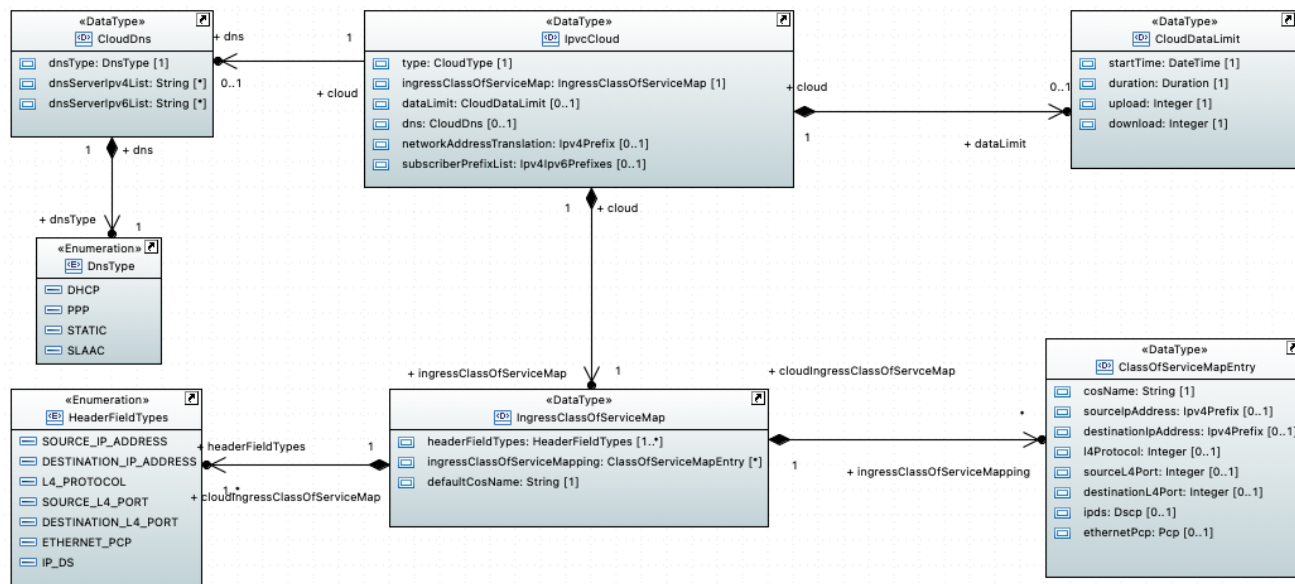 «DataType»
CloudDns
dnsType: DnsType [1]
dnsServerIpv4List: String [*]
dnsServerIpv6List: String [*]
+ dns
1
0..1
+ cloud
«DataType»
IpvcCloud
type: CloudType [1]
ingressClassOfServiceMap: IngressClassOfServiceMap [1]
dataLimit: CloudDataLimit [0..1]
dns: CloudDns [0..1]
networkAddressTranslation: Ipv4Prefix [0..1]
subscriberPrefixList: Ipv4Ipv6Prefixes [0..1]
+ cloud
0..1
1
+ dataLimit
«DataType»
CloudDataLimit
startTime: DateTime [1]
duration: Duration [1]
upload: Integer [1]
download: Integer [1]
1
+ dns
+ dnsType
1
1
+ cloud
«Enumeration»
DnsType
DHCP
PPP
STATIC
SLAAC
+ ingressClassOfServiceMap
1
+ cloudIngressClassOfServceMap
*
1
+ ingressClassOfServiceMapping
«Enumeration»
HeaderFieldTypes
SOURCE_IP_ADDRESS
DESTINATION_IP_ADDRESS
L4_PROTOCOL
SOURCE_L4_PORT
DESTINATION_L4_PORT
ETHERNET_PCP
IP_DS
+ headerFieldTypes
1
1..*
+ cloudIngressClassOfServiceMap
«DataType»
IngressClassOfServiceMap
headerFieldTypes: HeaderFieldTypes [1..*]
ingressClassOfServiceMapping: ClassOfServiceMapEntry [*]
defaultCosName: String [1]
«DataType»
ClassOfServiceMapEntry
cosName: String [1]
sourceIpAddress: Ipv4Prefix [0..1]
destinationIpAddress: Ipv4Prefix [0..1]
l4Protocol: Integer [0..1]
sourceL4Port: Integer [0..1]
destinationL4Port: Integer [0..1]
ipds: Dscp [0..1]
ethernetPcp: Pcp [0..1]